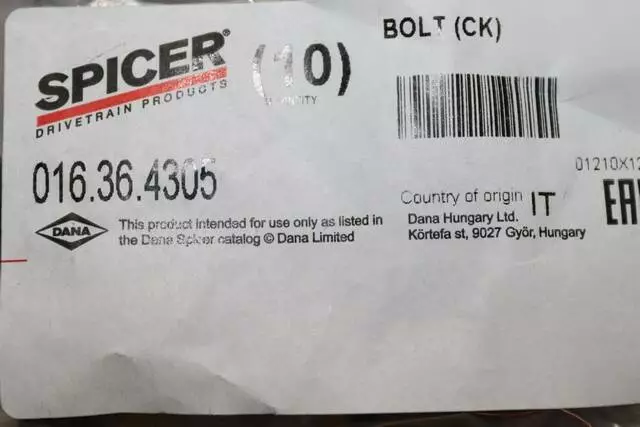 SPICER®
DRIVETRAIN PRODUCTS
(10)
QUANTITY
BOLT (CK)
016.36.4305
01210X12
DANA
This product intended for use only as listed in
the Dana Spicer catalog © Dana Limited
Country of origin IT
Dana Hungary Ltd.
Körtefa st, 9027 Győr, Hungary